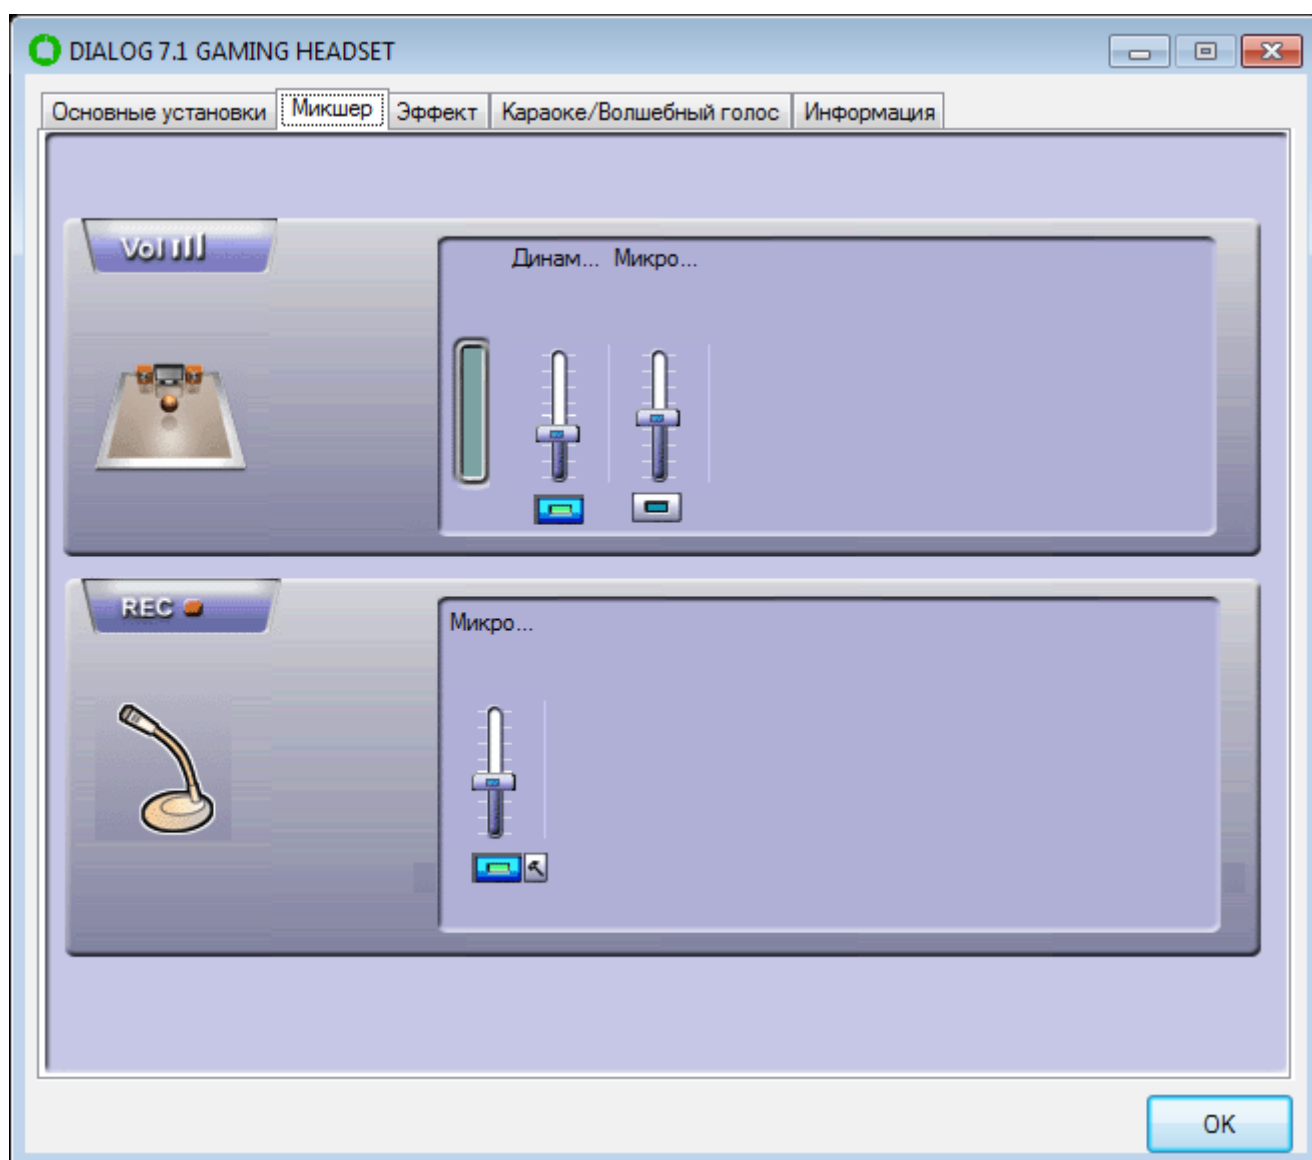 DIALOG 7.1 GAMING HEADSET
Основные установки Микшер Эффект Караоке/Волшебный голос Информация
Vol
Динам... Микро...
REC
Микро...
OK